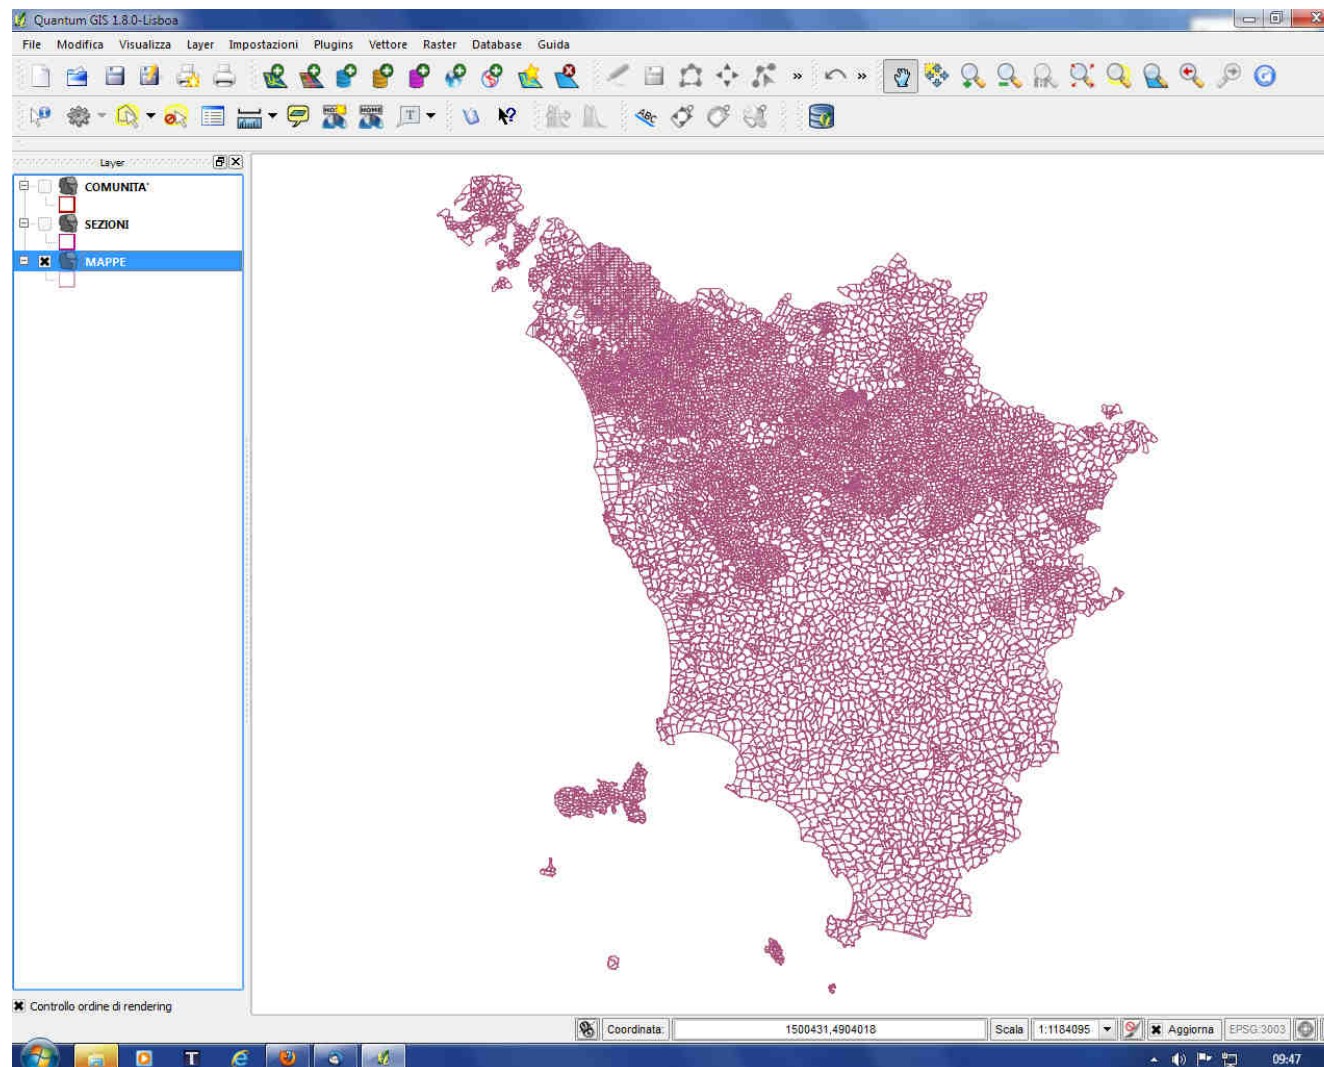 Quantum GIS 1.8.0-Lisboa
File Modifica Visualizza Layer Impostazioni Plugins Vettore Raster Database Guida
Layer
COMUNITA'
SEZIONI
MAPPE
Controllo ordine di rendering
Coordinata: 1500431,4904018 Scala 1:1184095 Aggiorna EPSG:3003
09:47